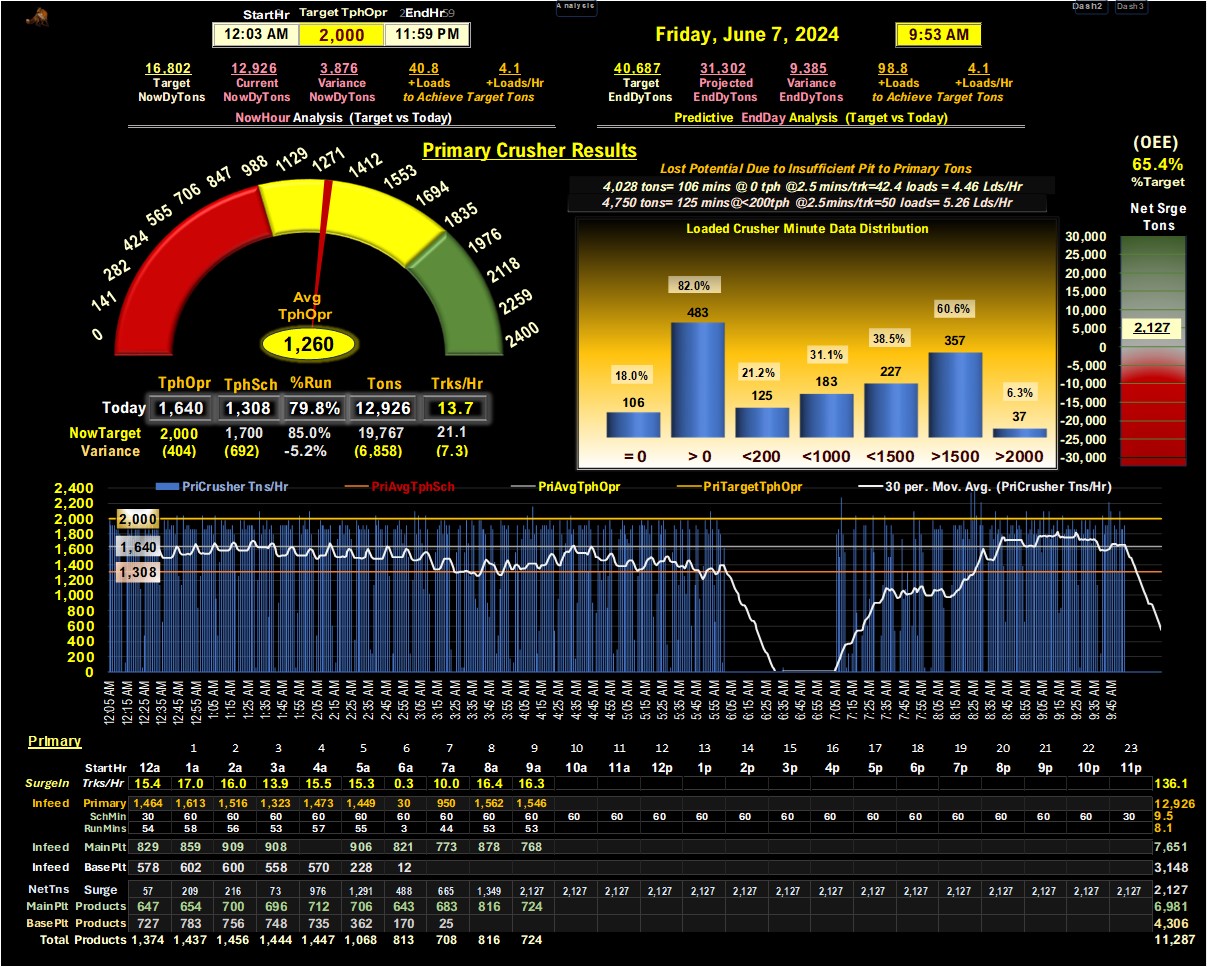 Analysis
Dash2 Dash3
StartHr Target TphOpr EndHr
12:03 AM 2,000 11:59 PM
Friday, June 7, 2024 9:53 AM
16,802 12,926 3,876 40.8 4.1
Target Current Variance +Loads +Loads/Hr
NowDyTons NowDyTons NowDyTons to Achieve Target Tons
NowHour Analysis (Target vs Today)
40,687 31,302 9,385 98.8 4.1
Target Projected Variance +Loads +Loads/Hr
EndDyTons EndDyTons EndDyTons to Achieve Target Tons
Predictive EndDay Analysis (Target vs Today)
Primary Crusher Results
0 141 282 424 565 706 847 988 1129 1271 1412 1553 1694 1835 1976 2118 2259 2400
Avg
TphOpr
1,260
Lost Potential Due to Insufficient Pit to Primary Tons
4,028 tons= 106 mins @ 0 tph @2.5 mins/trk=42.4 loads = 4.46 Lds/Hr
4,750 tons= 125 mins@<200tph @2.5mins/trk=50 loads= 5.26 Lds/Hr
(OEE)
65.4%
%Target
Net Srge
Tons
30,000
25,000
20,000
15,000
10,000
5,000
0
-5,000
-10,000
-15,000
-20,000
-25,000
-30,000
2,127
Loaded Crusher Minute Data Distribution
18.0% 82.0% 21.2% 31.1% 38.5% 60.6% 6.3%
106 483 125 183 227 357 37
= 0 > 0 <200 <1000 <1500 >1500 >2000
TphOpr TphSch %Run Tons Trks/Hr
Today 1,640 1,308 79.8% 12,926 13.7
NowTarget 2,000 1,700 85.0% 19,767 21.1
Variance (404) (692) -5.2% (6,858) (7.3)
PriCrusher Tns/Hr PriAvgTphSch PriAvgTphOpr PriTargetTphOpr 30 per. Mov. Avg. (PriCrusher Tns/Hr)
2,400
2,200
2,000
1,800
1,600
1,400
1,200
1,000
800
600
400
200
0
2,000
1,640
1,308
12:05 AM 12:15 AM 12:25 AM 12:35 AM 12:45 AM 12:55 AM 1:05 AM 1:15 AM 1:25 AM 1:35 AM 1:45 AM 1:55 AM 2:05 AM 2:15 AM 2:25 AM 2:35 AM 2:45 AM 2:55 AM 3:05 AM 3:15 AM 3:25 AM 3:35 AM 3:45 AM 3:55 AM 4:05 AM 4:15 AM 4:25 AM 4:35 AM 4:45 AM 4:55 AM 5:05 AM 5:15 AM 5:25 AM 5:35 AM 5:45 AM 5:55 AM 6:05 AM 6:15 AM 6:25 AM 6:35 AM 6:45 AM 6:55 AM 7:05 AM 7:15 AM 7:25 AM 7:35 AM 7:45 AM 7:55 AM 8:05 AM 8:15 AM 8:25 AM 8:35 AM 8:45 AM 8:55 AM 9:05 AM 9:15 AM 9:25 AM 9:35 AM 9:45 AM
Primary
1 2 3 4 5 6 7 8 9 10 11 12 13 14 15 16 17 18 19 20 21 22 23
StartHr 12a 1a 2a 3a 4a 5a 6a 7a 8a 9a 10a 11a 12p 1p 2p 3p 4p 5p 6p 7p 8p 9p 10p 11p
SurgeIn Trks/Hr 15.4 17.0 16.0 13.9 15.5 15.3 0.3 10.0 16.4 16.3 136.1
Infeed Primary 1,464 1,613 1,516 1,323 1,473 1,449 30 950 1,562 1,546 12,926
SchMin 30 60 60 60 60 60 60 60 60 60 60 60 60 60 60 60 60 60 60 60 60 60 60 30 9.5
RunMins 54 58 56 53 57 55 3 44 53 53 8.1
Infeed MainPlt 829 859 909 908 906 821 773 878 768 7,651
Infeed BasePlt 578 602 600 558 570 228 12 3,148
NetTns Surge 57 209 216 73 976 1,291 488 665 1,349 2,127 2,127 2,127 2,127 2,127 2,127 2,127 2,127 2,127 2,127 2,127 2,127 2,127 2,127 2,127 2,127
MainPlt Products 647 654 700 696 712 706 643 683 816 724 6,981
BasePlt Products 727 783 756 748 735 362 170 25 4,306
Total Products 1,374 1,437 1,456 1,444 1,447 1,068 813 708 816 724 11,287